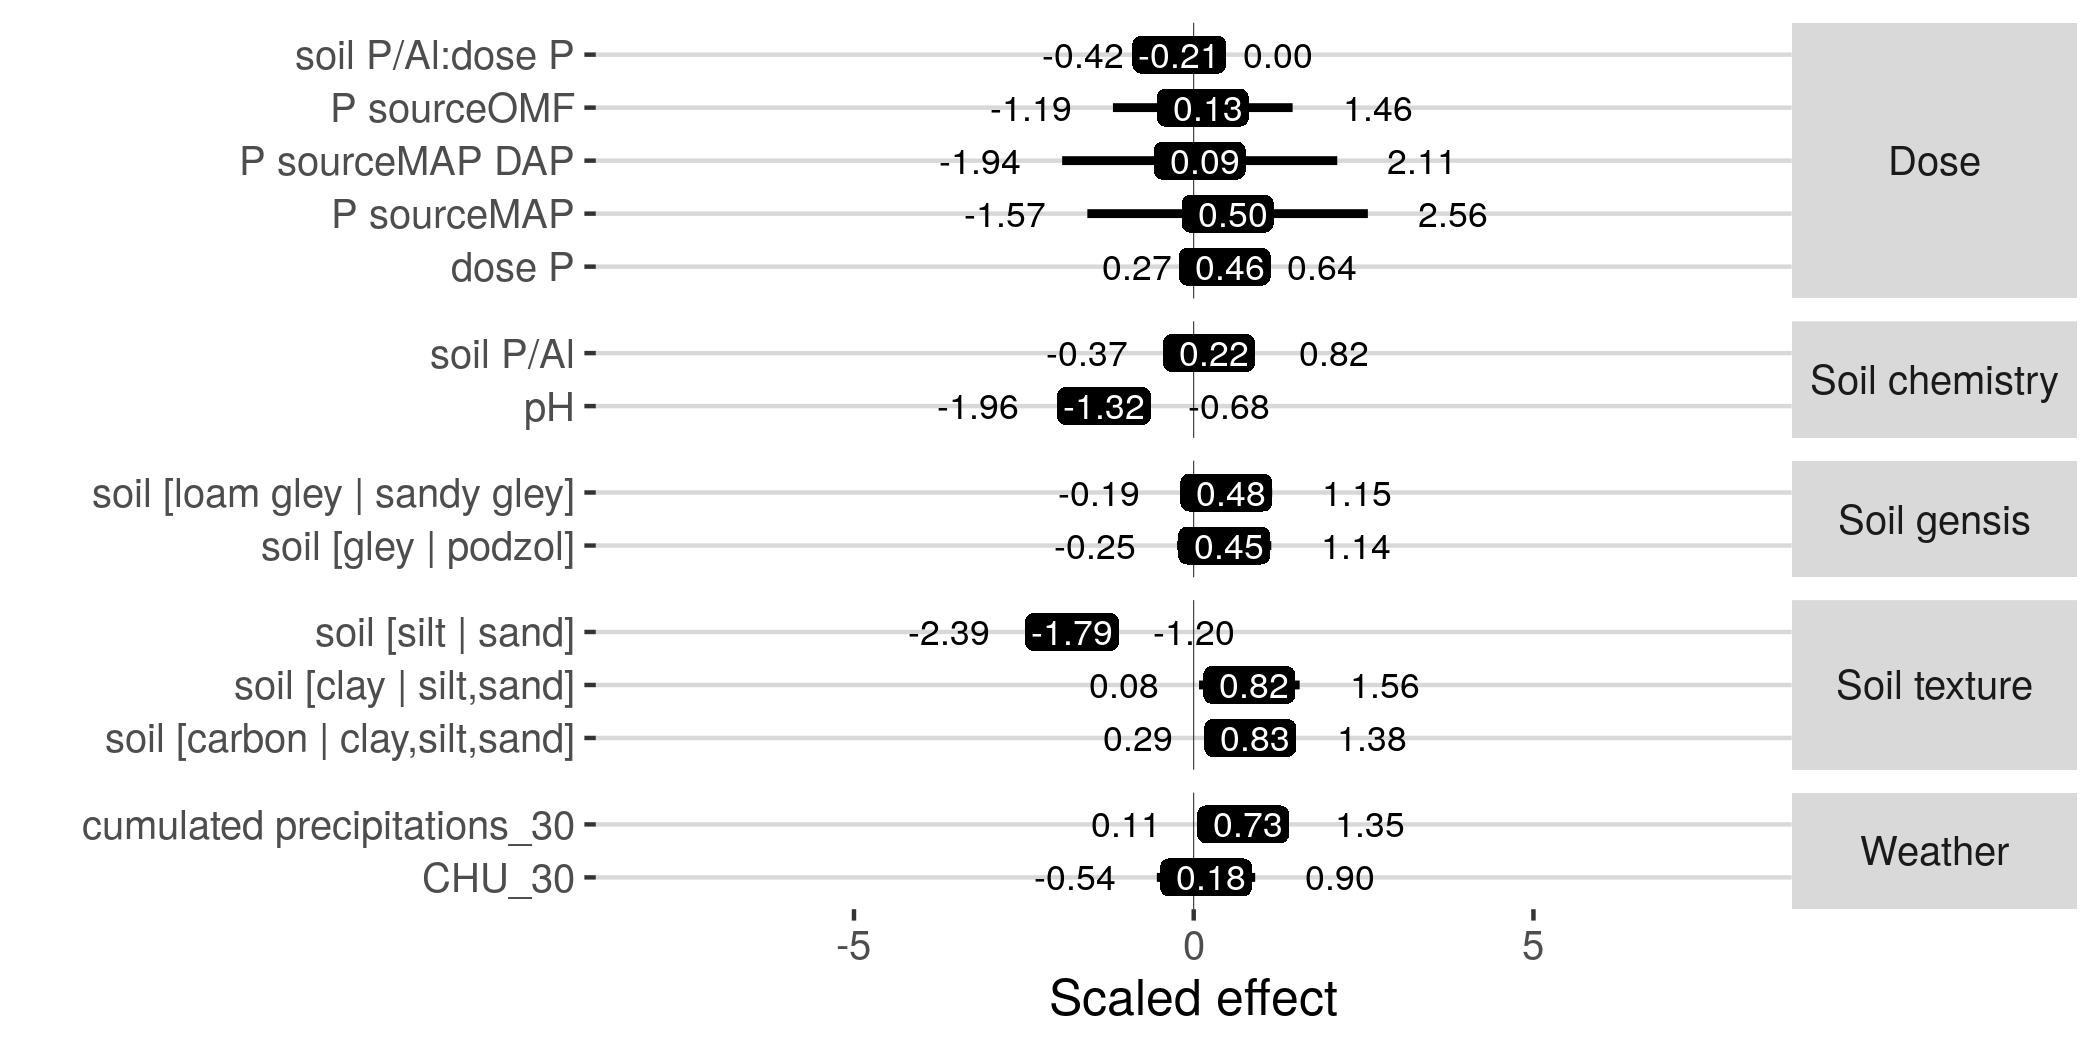 soil P/Al:dose P -0.42 -0.21 0.00
P sourceOMF -1.19 0.13 1.46
P sourceMAP DAP -1.94 0.09 2.11
P sourceMAP -1.57 0.50 2.56
dose P 0.27 0.46 0.64
Dose
soil P/Al -0.37 0.22 0.82
pH -1.96 -1.32 -0.68
Soil chemistry
soil [loam gley | sandy gley] -0.19 0.48 1.15
soil [gley | podzol] -0.25 0.45 1.14
Soil gensis
soil [silt | sand] -2.39 -1.79 -1.20
soil [clay | silt,sand] 0.08 0.82 1.56
soil [carbon | clay,silt,sand] 0.29 0.83 1.38
Soil texture
cumulated precipitations_30 0.11 0.73 1.35
CHU_30 -0.54 0.18 0.90
Weather
-5 0 5
Scaled effect